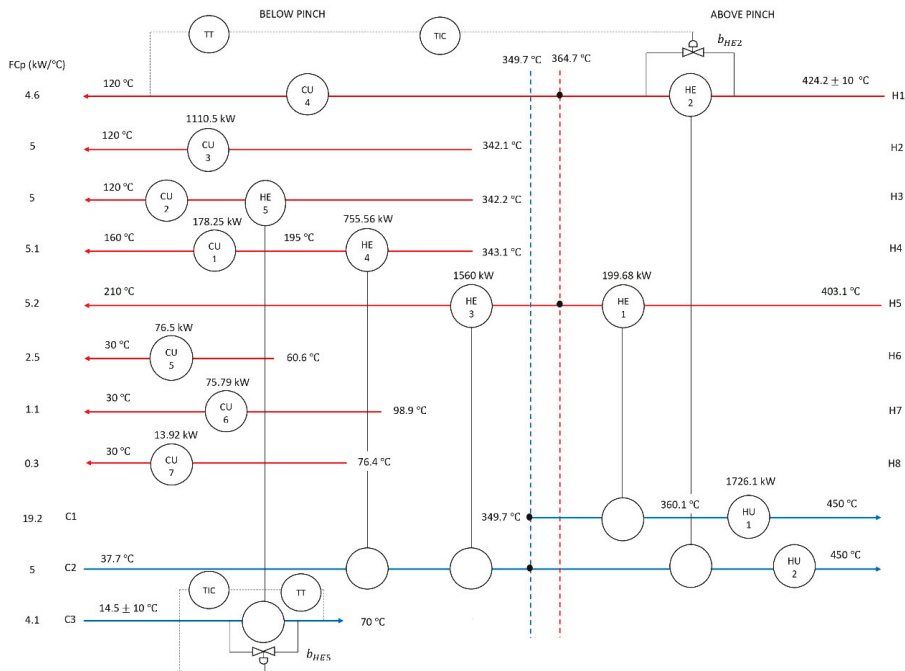 BELOW PINCH
ABOVE PINCH
TT
TIC
b_HE2
FCp (kW/°C)
349.7 °C
364.7 °C
4.6
120 °C
CU 4
HE 2
424.2 ± 10 °C
H1
1110.5 kW
5
120 °C
CU 3
342.1 °C
H2
5
120 °C
CU 2
HE 5
342.2 °C
H3
178.25 kW
755.56 kW
5.1
160 °C
CU 1
195 °C
HE 4
343.1 °C
H4
1560 kW
199.68 kW
5.2
210 °C
HE 3
HE 1
403.1 °C
H5
76.5 kW
2.5
30 °C
CU 5
60.6 °C
H6
75.79 kW
1.1
30 °C
CU 6
98.9 °C
H7
13.92 kW
0.3
30 °C
CU 7
76.4 °C
H8
1726.1 kW
19.2
C1
349.7 °C
360.1 °C
HU 1
450 °C
5
C2
37.7 °C
HU 2
450 °C
TIC
TT
4.1
C3
14.5 ± 10 °C
70 °C
b_HE5